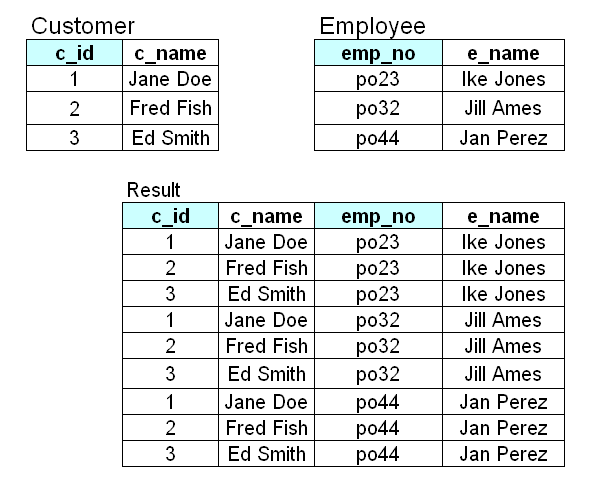 Customer Employee
c_id c_name emp_no e_name
1 Jane Doe po23 Ike Jones
2 Fred Fish po32 Jill Ames
3 Ed Smith po44 Jan Perez
Result
c_id c_name emp_no e_name
1 Jane Doe po23 Ike Jones
2 Fred Fish po23 Ike Jones
3 Ed Smith po23 Ike Jones
1 Jane Doe po32 Jill Ames
2 Fred Fish po32 Jill Ames
3 Ed Smith po32 Jill Ames
1 Jane Doe po44 Jan Perez
2 Fred Fish po44 Jan Perez
3 Ed Smith po44 Jan Perez